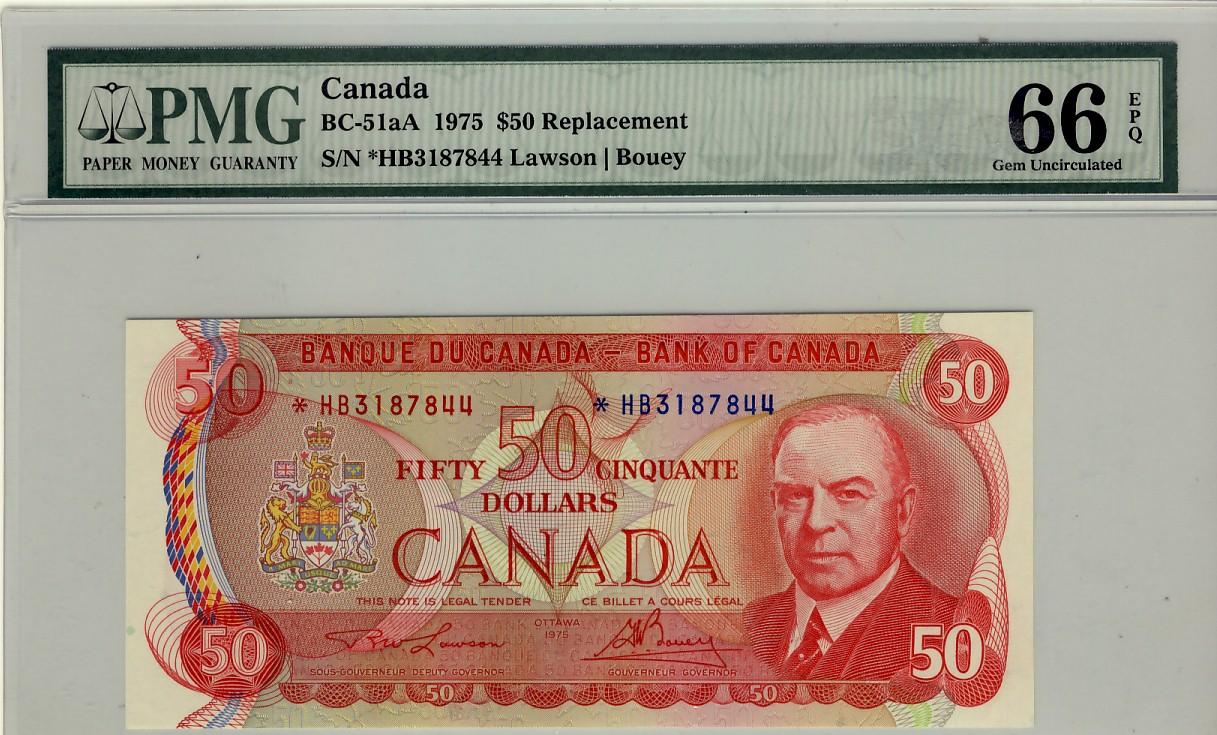 PMG
PAPER MONEY GUARANTY
Canada
BC-51aA 1975 $50 Replacement
S/N *HB3187844 Lawson | Bouey
66 EPQ
Gem Uncirculated
BANQUE DU CANADA – BANK OF CANADA
50 50
* HB3187844 * HB3187844
50
FIFTY CINQUANTE
DOLLARS
CANADA
THIS NOTE IS LEGAL TENDER CE BILLET A COURS LÉGAL
OTTAWA
1975
Lawson Bouey
SOUS-GOUVERNEUR DEPUTY GOVERNOR GOUVERNEUR GOVERNOR
50 50
50 50